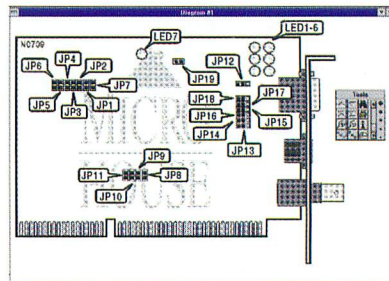 Diagram #1
N0709
LED7
LED1-6
JP4
JP2
JP6
JP7
JP5
JP3
JP1
JP12
JP19
JP18
JP17
JP16
JP15
JP14
JP13
JP9
JP11
JP8
JP10
MICRO
HOUSE
Tools